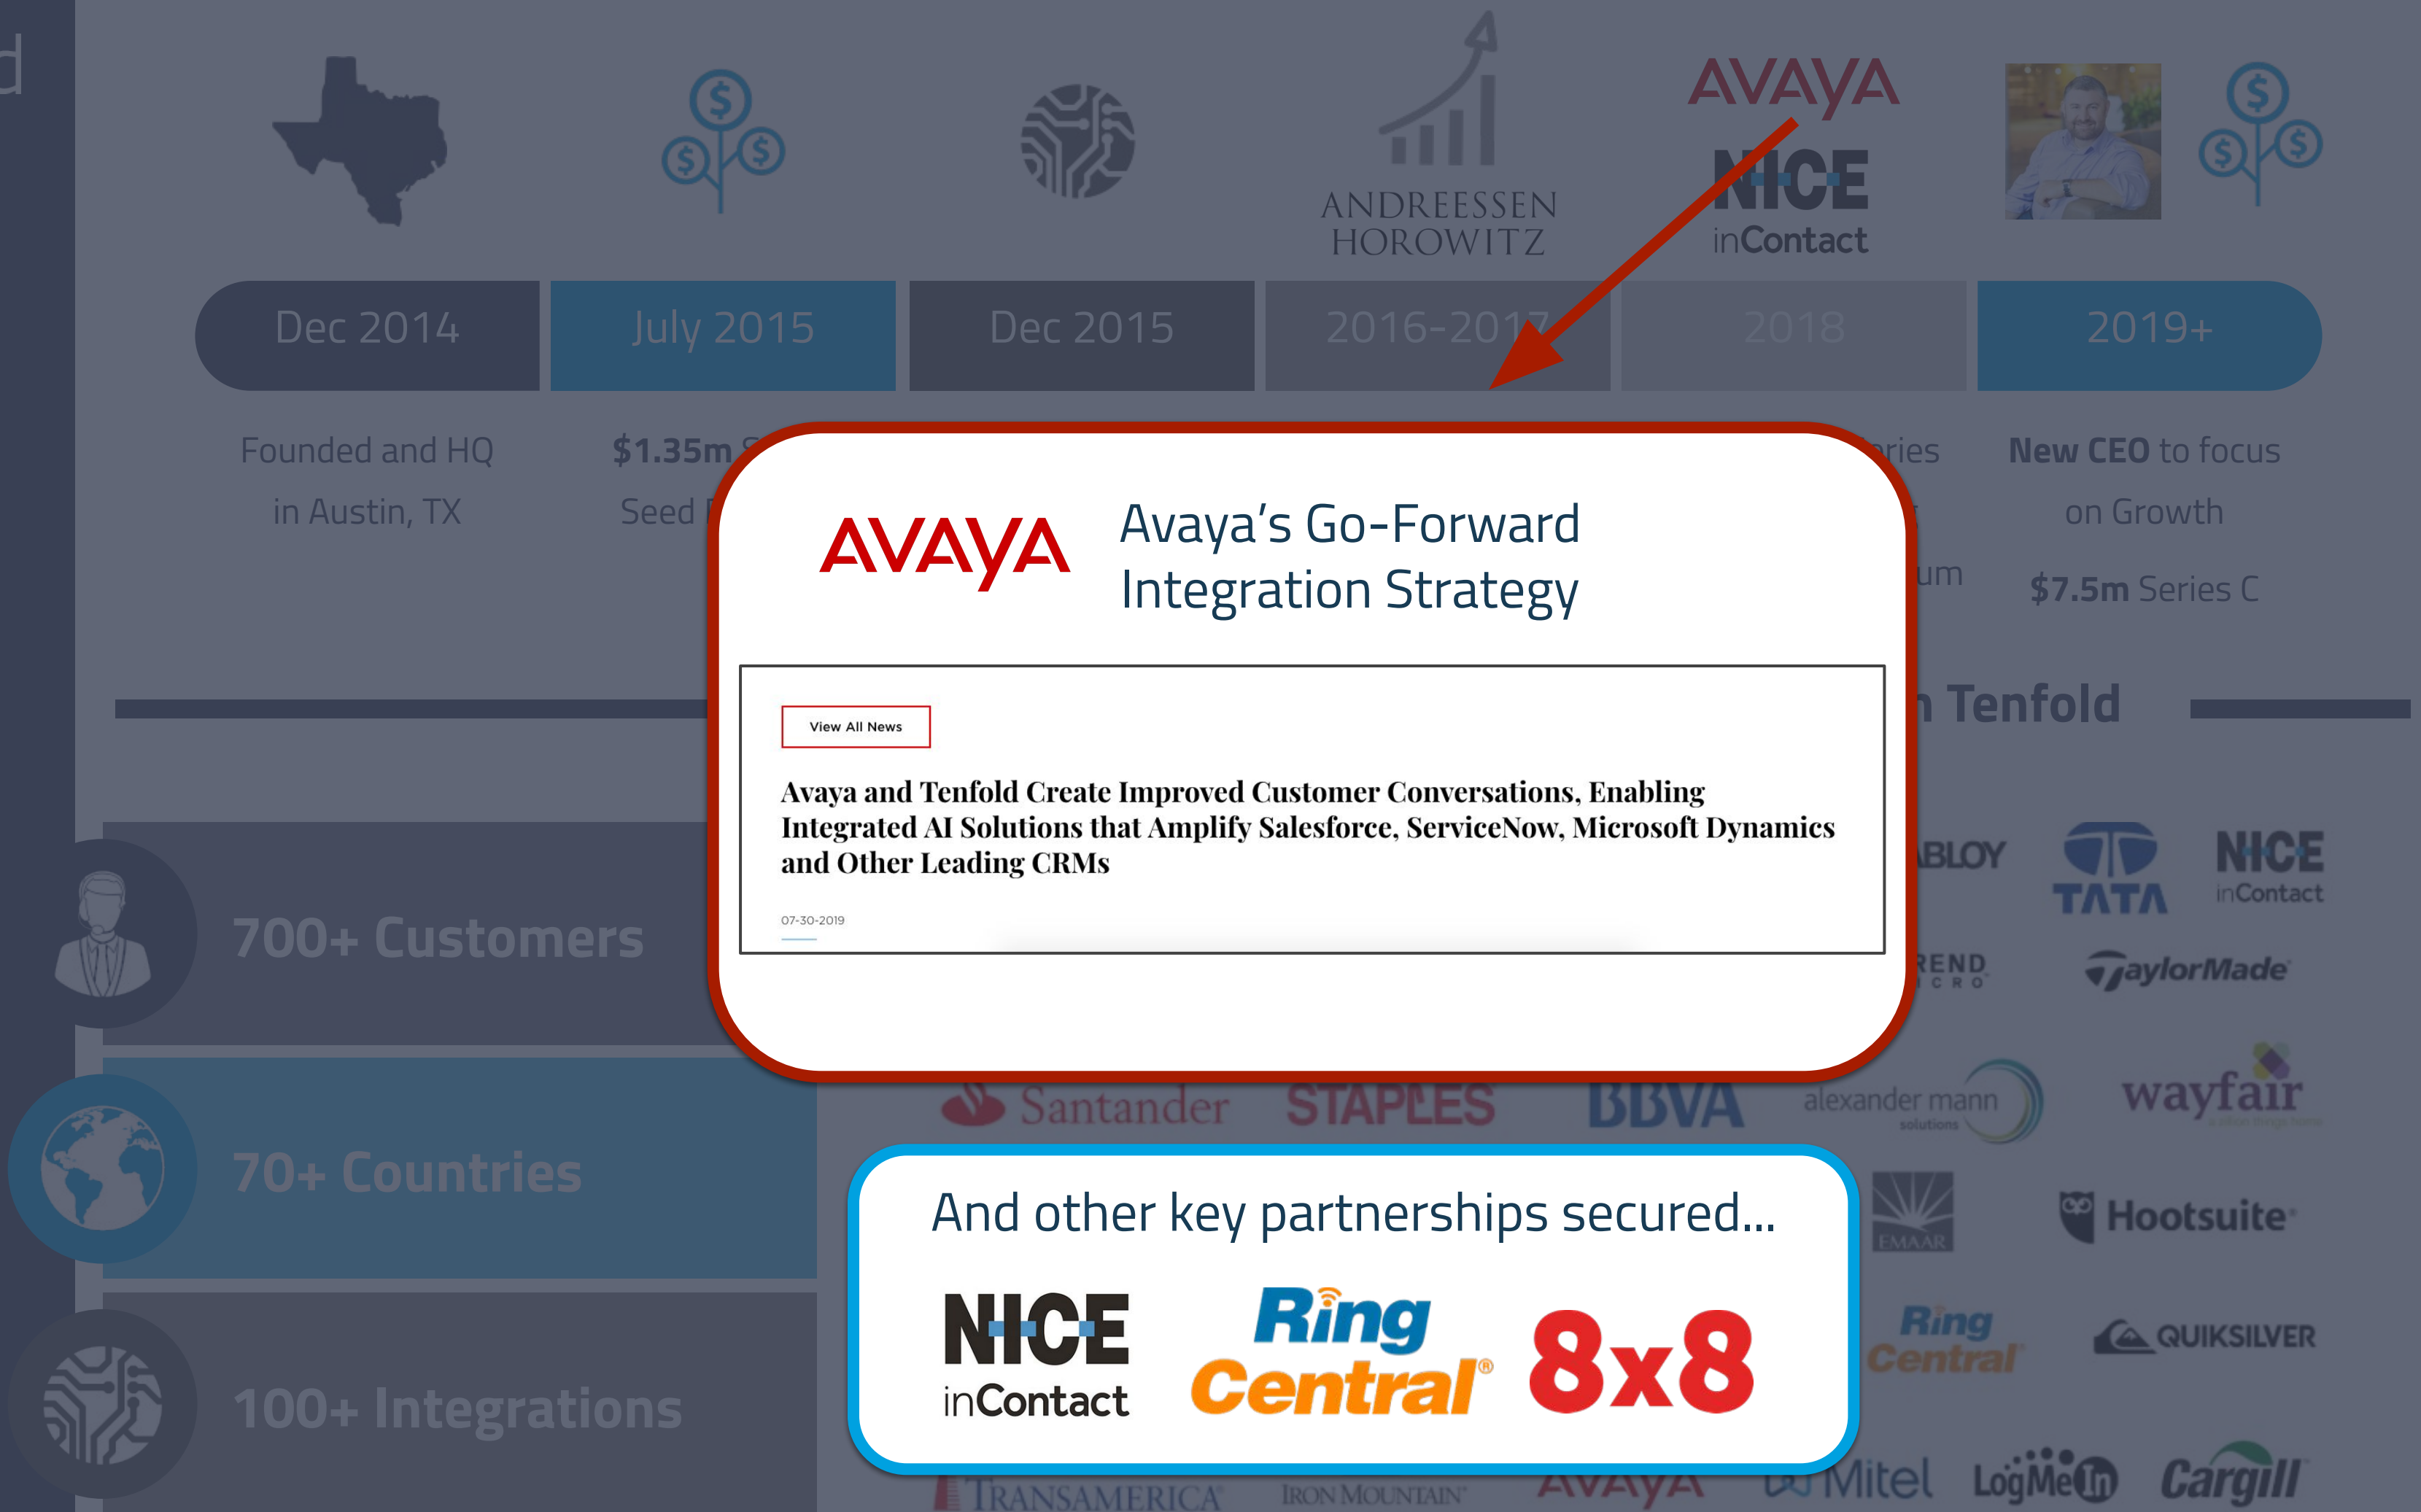 d
AVAYA
NICE
inContact
ANDREESSEN
HOROWITZ
Dec 2014
July 2015
Dec 2015
2016-2017
2018
2019+
Founded and HQ
in Austin, TX
$1.35m
Seed
New CEO to focus
on Growth
$7.5m Series C
Tenfold
AVAYA
Avaya’s Go-Forward
Integration Strategy
View All News
Avaya and Tenfold Create Improved Customer Conversations, Enabling
Integrated AI Solutions that Amplify Salesforce, ServiceNow, Microsoft Dynamics
and Other Leading CRMs
07-30-2019
700+ Customers
70+ Countries
100+ Integrations
TATA
NICE
inContact
TaylorMade
Santander
STAPLES
BBVA
alexander mann
solutions
wayfair
And other key partnerships secured...
NICE
inContact
Ring
Central®
8x8
EMAAR
Hootsuite
Ring
Central
QUIKSILVER
TRANSAMERICA
IRON MOUNTAIN
AVAYA
Mitel
LogMeIn
Cargill